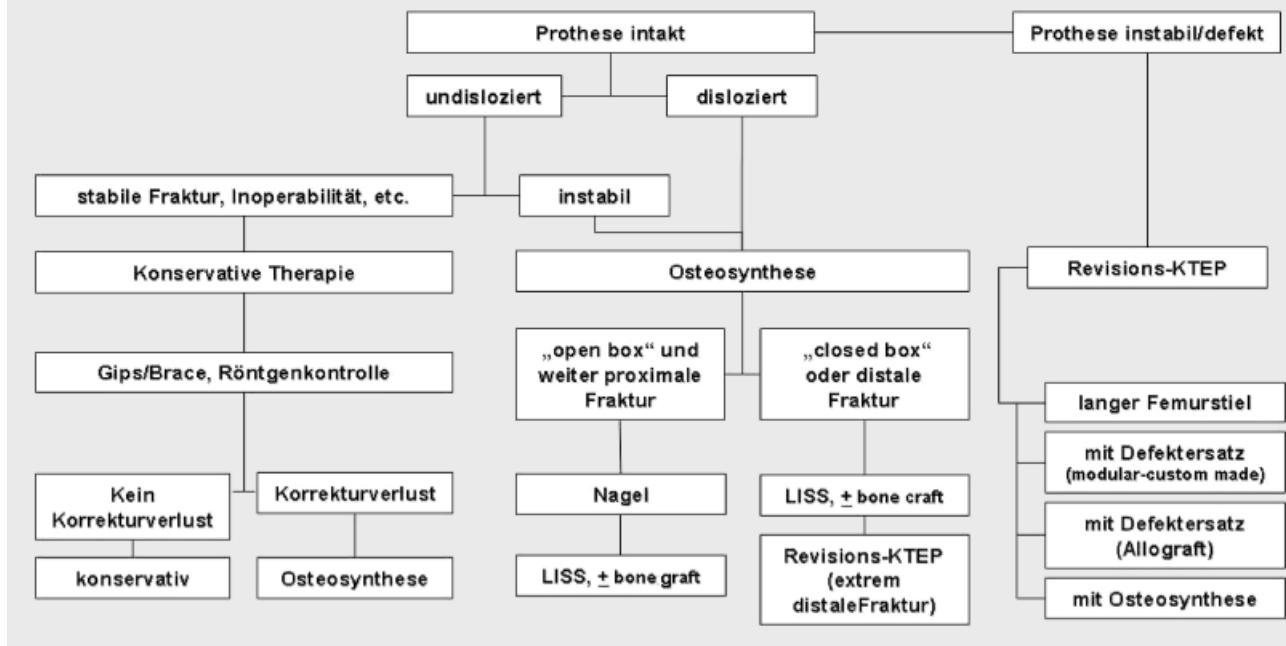 Prothese intakt
Prothese instabil/defekt
undisloziert
disloziert
stabile Fraktur, Inoperabilität, etc.
instabil
Konservative Therapie
Osteosynthese
Revisions-KTEP
Gips/Brace, Röntgenkontrolle
„open box“ und
weiter proximale
Fraktur
„closed box“
oder distale
Fraktur
langer Femurstiel
mit Defektersatz
(modular-custom made)
Kein
Korrekturverlust
Korrekturverlust
Nagel
LISS, ± bone craft
mit Defektersatz
(Allograft)
konservativ
Osteosynthese
LISS, ± bone graft
Revisions-KTEP
(extrem
distaleFraktur)
mit Osteosynthese